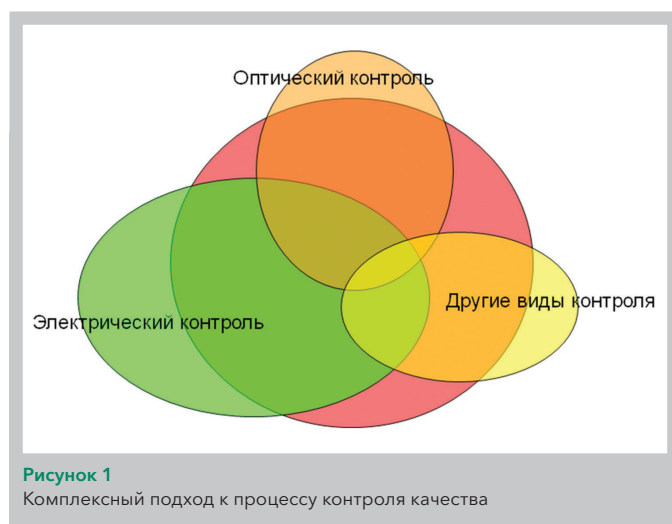 Оптический контроль
Другие виды контроля
Электрический контроль
Рисунок 1
Комплексный подход к процессу контроля качества